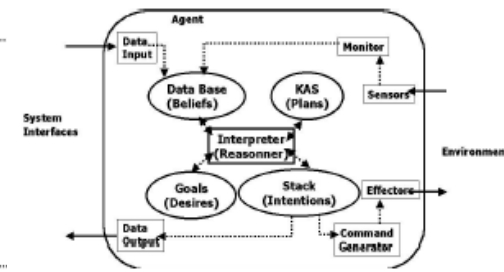 Agent
Data
Input
Monitor
Data Base
(Beliefs)
KAS
(Plans)
Sensors
System
Interfaces
Interpreter
(Reasonner)
Environment
Goals
(Desires)
Stack
(Intentions)
Effectors
Data
Output
Command
Generator